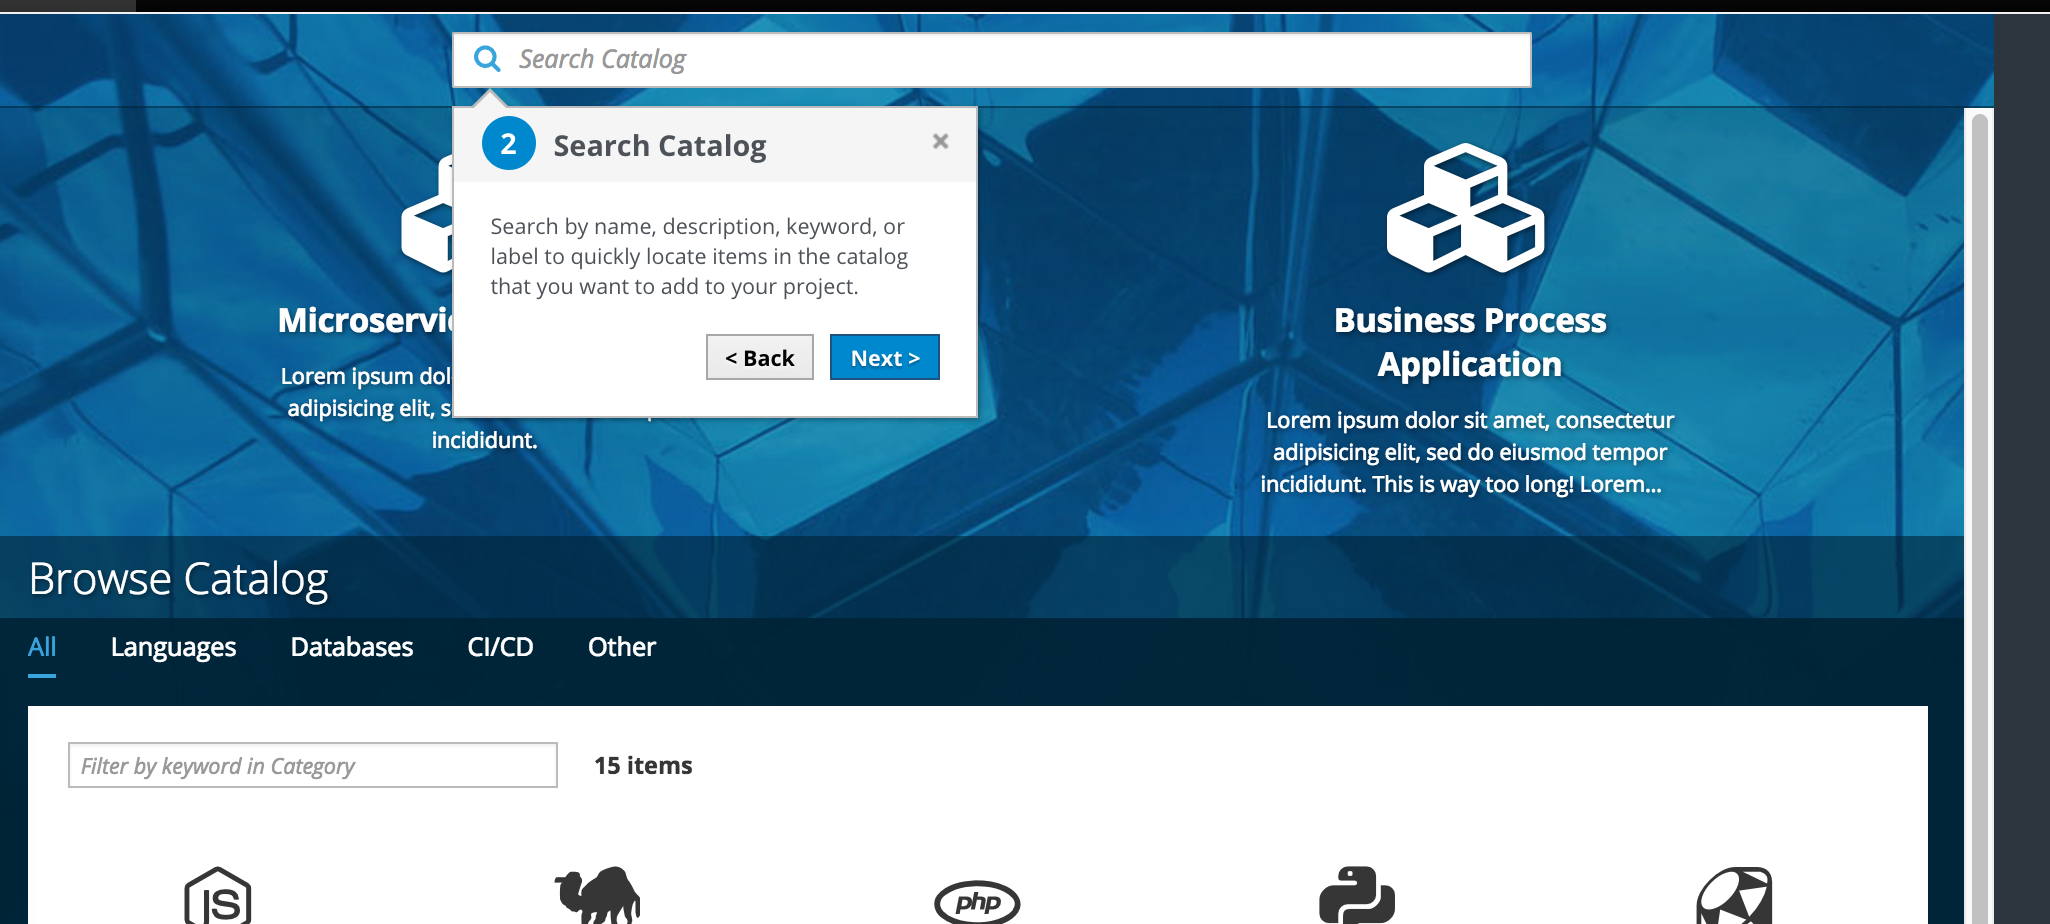 Search Catalog
2 Search Catalog ×
Search by name, description, keyword, or
label to quickly locate items in the catalog
that you want to add to your project.
< Back Next >
Lorem ipsum
adipisicing elit,
incididunt.
Business Process
Application
Lorem ipsum dolor sit amet, consectetur
adipisicing elit, sed do eiusmod tempor
incididunt. This is way too long! Lorem...
Browse Catalog
All Languages Databases CI/CD Other
Filter by keyword in Category 15 items
JS php